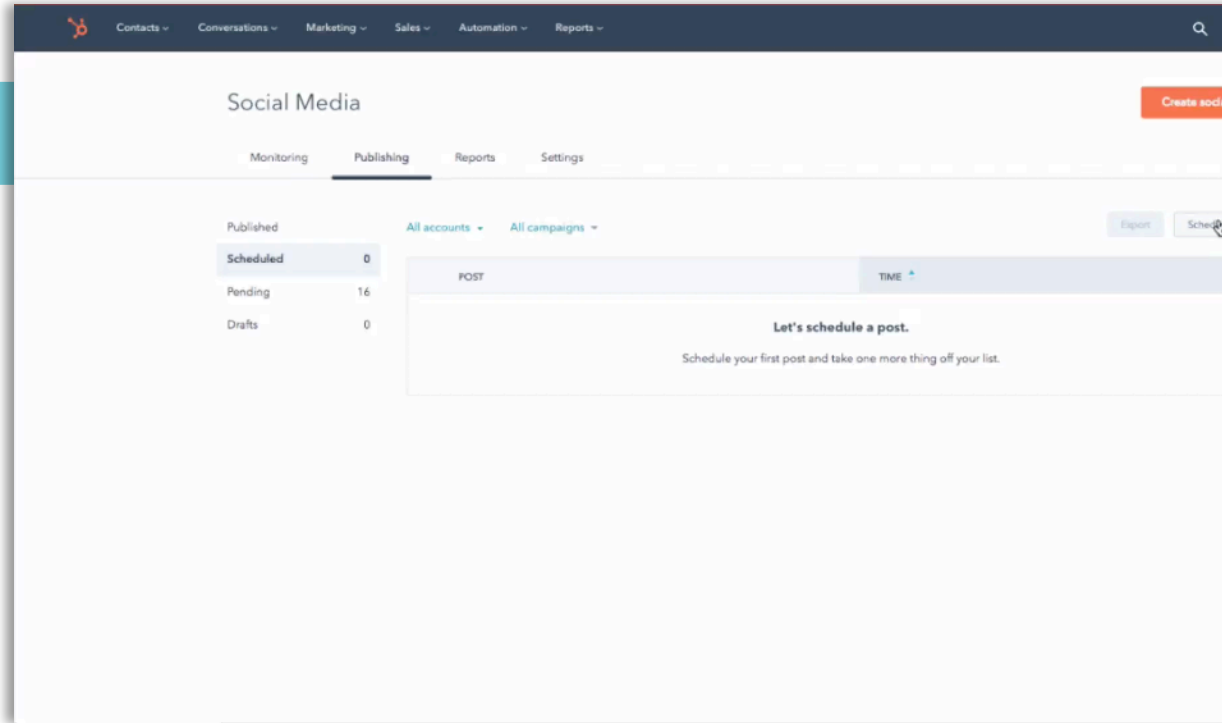 Contacts Conversations Marketing Sales Automation Reports
Social Media
Create
Monitoring Publishing Reports Settings
Published All accounts All campaigns Export
Scheduled 0
POST TIME
Pending 16
Let's schedule a post.
Drafts 0
Schedule your first post and take one more thing off your list.